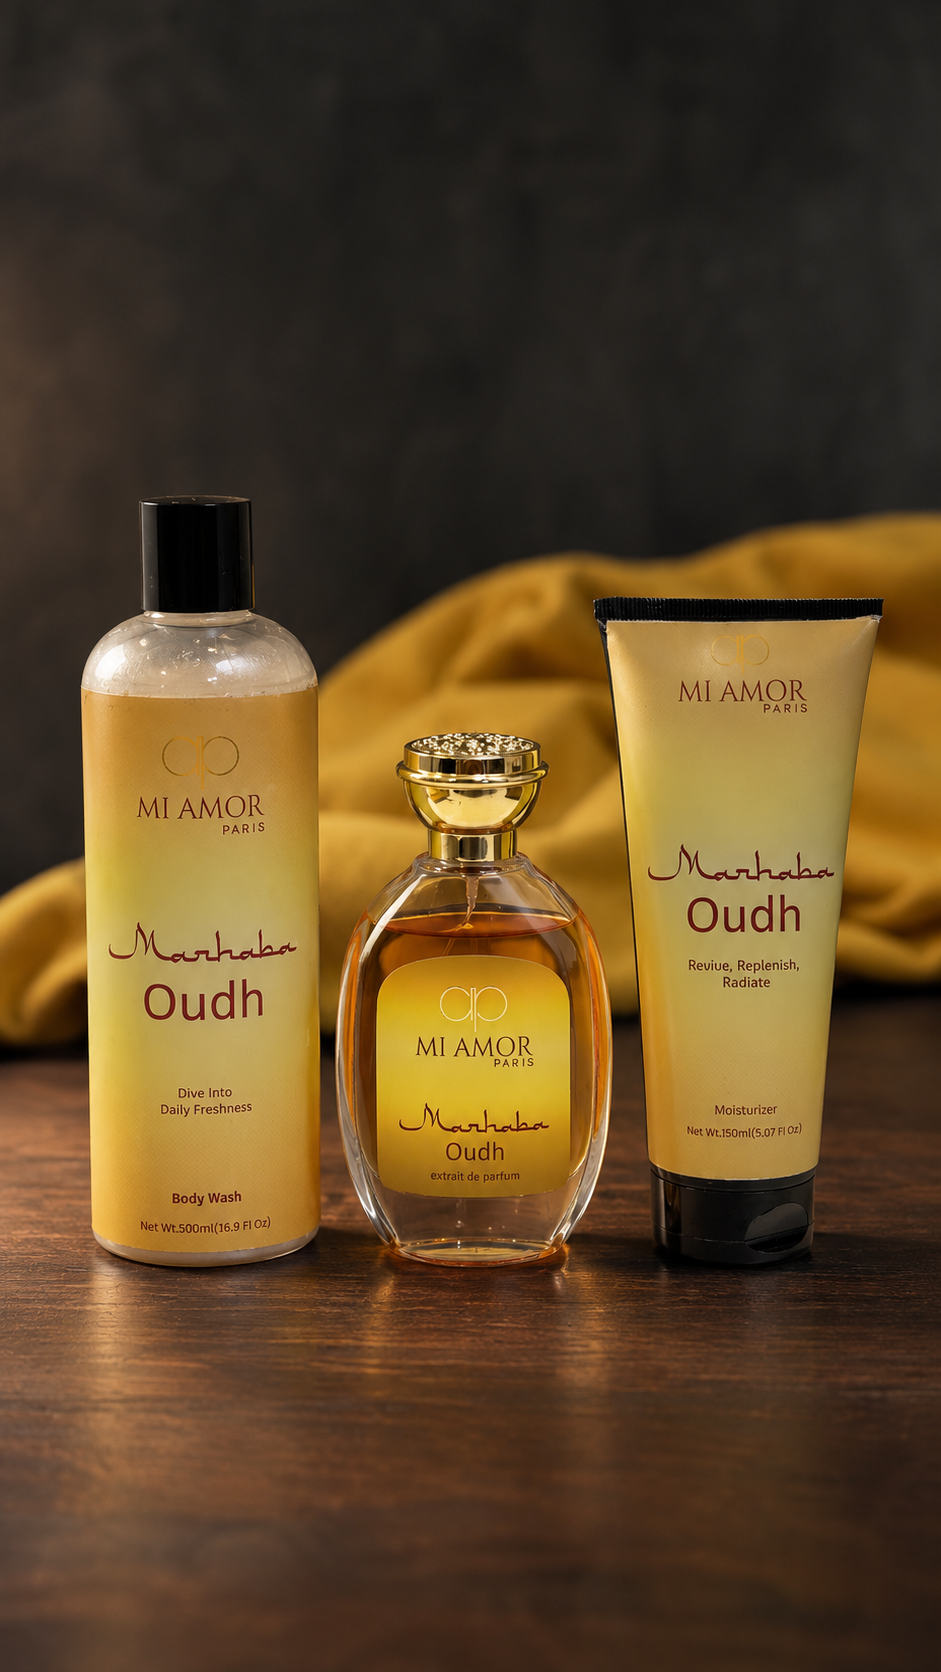 MI AMOR
PARIS
Marhaba
Oudh
Dive Into
Daily Freshness
Body Wash
Net Wt.500ml(16.9 Fl Oz)
MI AMOR
PARIS
Marhaba
Oudh
extrait de parfum
MI AMOR
PARIS
Marhaba
Oudh
Reviue, Replenish,
Radiate
Moisturizer
Net Wt.150ml(5.07 Fl Oz)